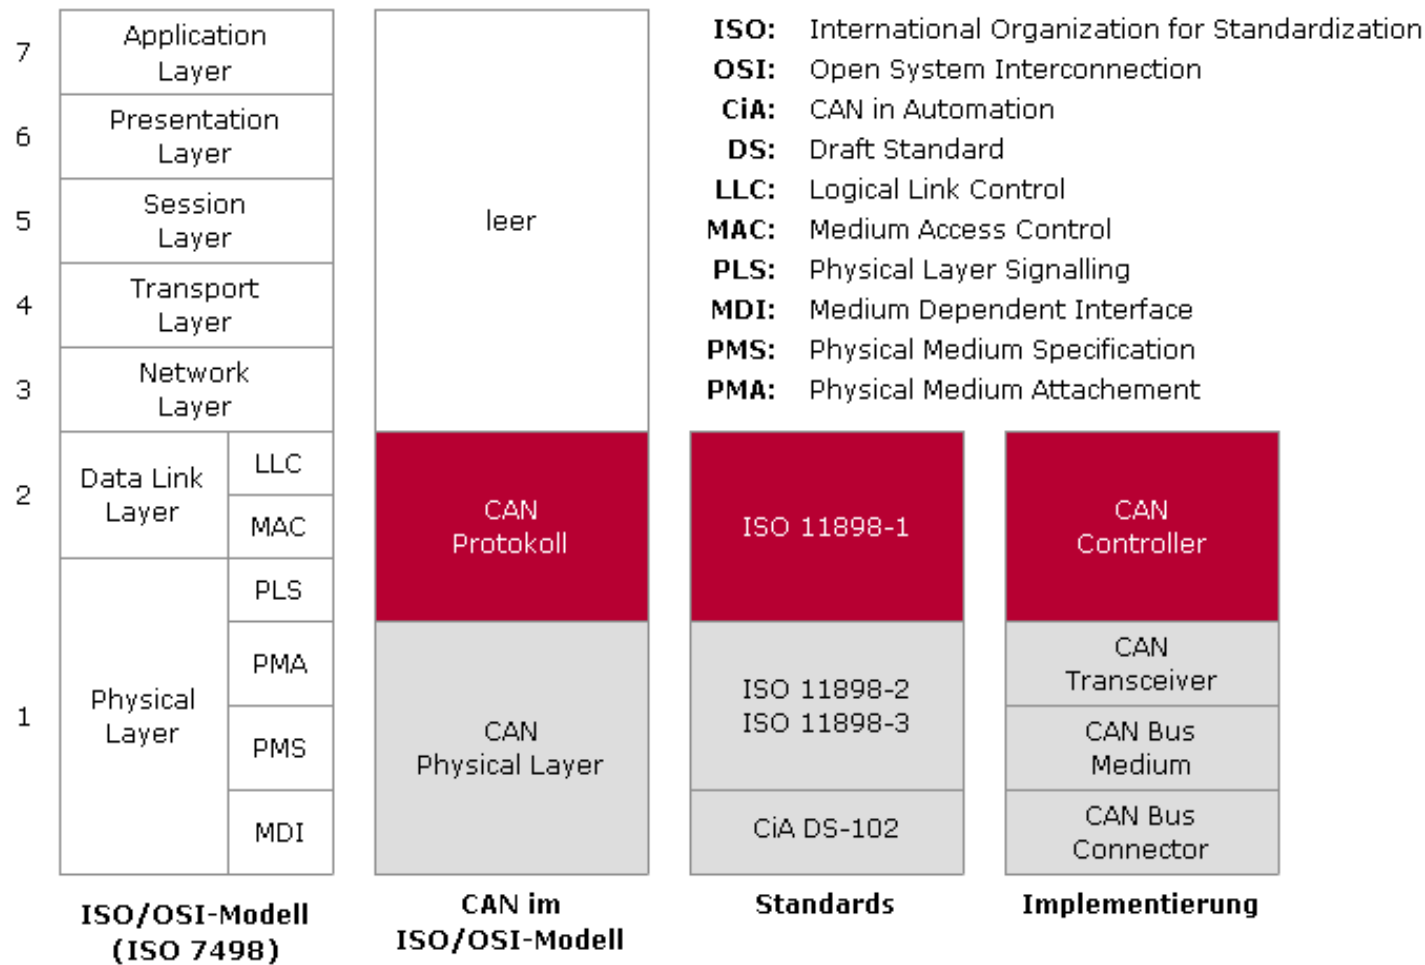 7
Application
Layer
6
Presentation
Layer
5
Session
Layer
4
Transport
Layer
3
Network
Layer
2
Data Link
Layer
LLC
MAC
1
Physical
Layer
PLS
PMA
PMS
MDI
ISO/OSI-Modell
(ISO 7498)
leer
CAN
Protokoll
CAN
Physical Layer
CAN im
ISO/OSI-Modell
ISO: International Organization for Standardization
OSI: Open System Interconnection
CiA: CAN in Automation
DS: Draft Standard
LLC: Logical Link Control
MAC: Medium Access Control
PLS: Physical Layer Signalling
MDI: Medium Dependent Interface
PMS: Physical Medium Specification
PMA: Physical Medium Attachement
ISO 11898-1
ISO 11898-2
ISO 11898-3
CiA DS-102
Standards
CAN
Controller
CAN
Transceiver
CAN Bus
Medium
CAN Bus
Connector
Implementierung